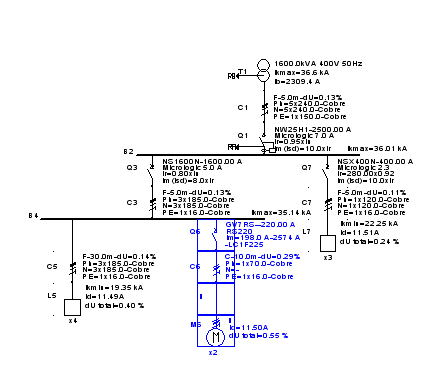 1600.0kVA 400V 50Hz
T1
Ikmax=36.6 kA
Ib=2309.4 A
C1
F-5.0m-dU=0.13%
Ph=5x240.0-Cobre
N=5x240.0-Cobre
PE=1x150.0-Cobre
Q1
NW25H1-2500.00 A
Micrologic 7.0 A
Ir=0.95xIn
Im (Isd)=10.0xIr
Ikmax=36.01 kA
B2
Q3
NS1600N-1600.00 A
Micrologic 5.0 A
Ir=0.80xIn
Im (Isd)=8.0xIr
Q7
NSX400N-400.00 A
Micrologic 2.3
Ir=280.00x0.92
Im (Isd)=10.0xIr
C3
F-5.0m-dU=0.13%
Ph=3x185.0-Cobre
N=3x185.0-Cobre
PE=1x16.0-Cobre
C7
F-5.0m-dU=0.11%
Ph=1x120.0-Cobre
N=1x120.0-Cobre
PE=1x16.0-Cobre
B4
Ikmax=35.14 kA
L7
Ikmin=22.25 kA
Id=11.51A
dU total=0.24 %
x3
Q6
GV7RS--220.00 A
RS220
Im=198.0 A-2574 A
-LC1F225
C5
F-30.0m-dU=0.14%
Ph=3x185.0-Cobre
N=3x185.0-Cobre
PE=1x16.0-Cobre
C6
C-10.0m-dU=0.29%
Ph=1x70.0-Cobre
N=-
PE=1x16.0-Cobre
L5
Ikmin=19.35 kA
Id=11.49A
dU total=0.40 %
x4
M6
Id=11.50A
dU total=0.55 %
M
x2